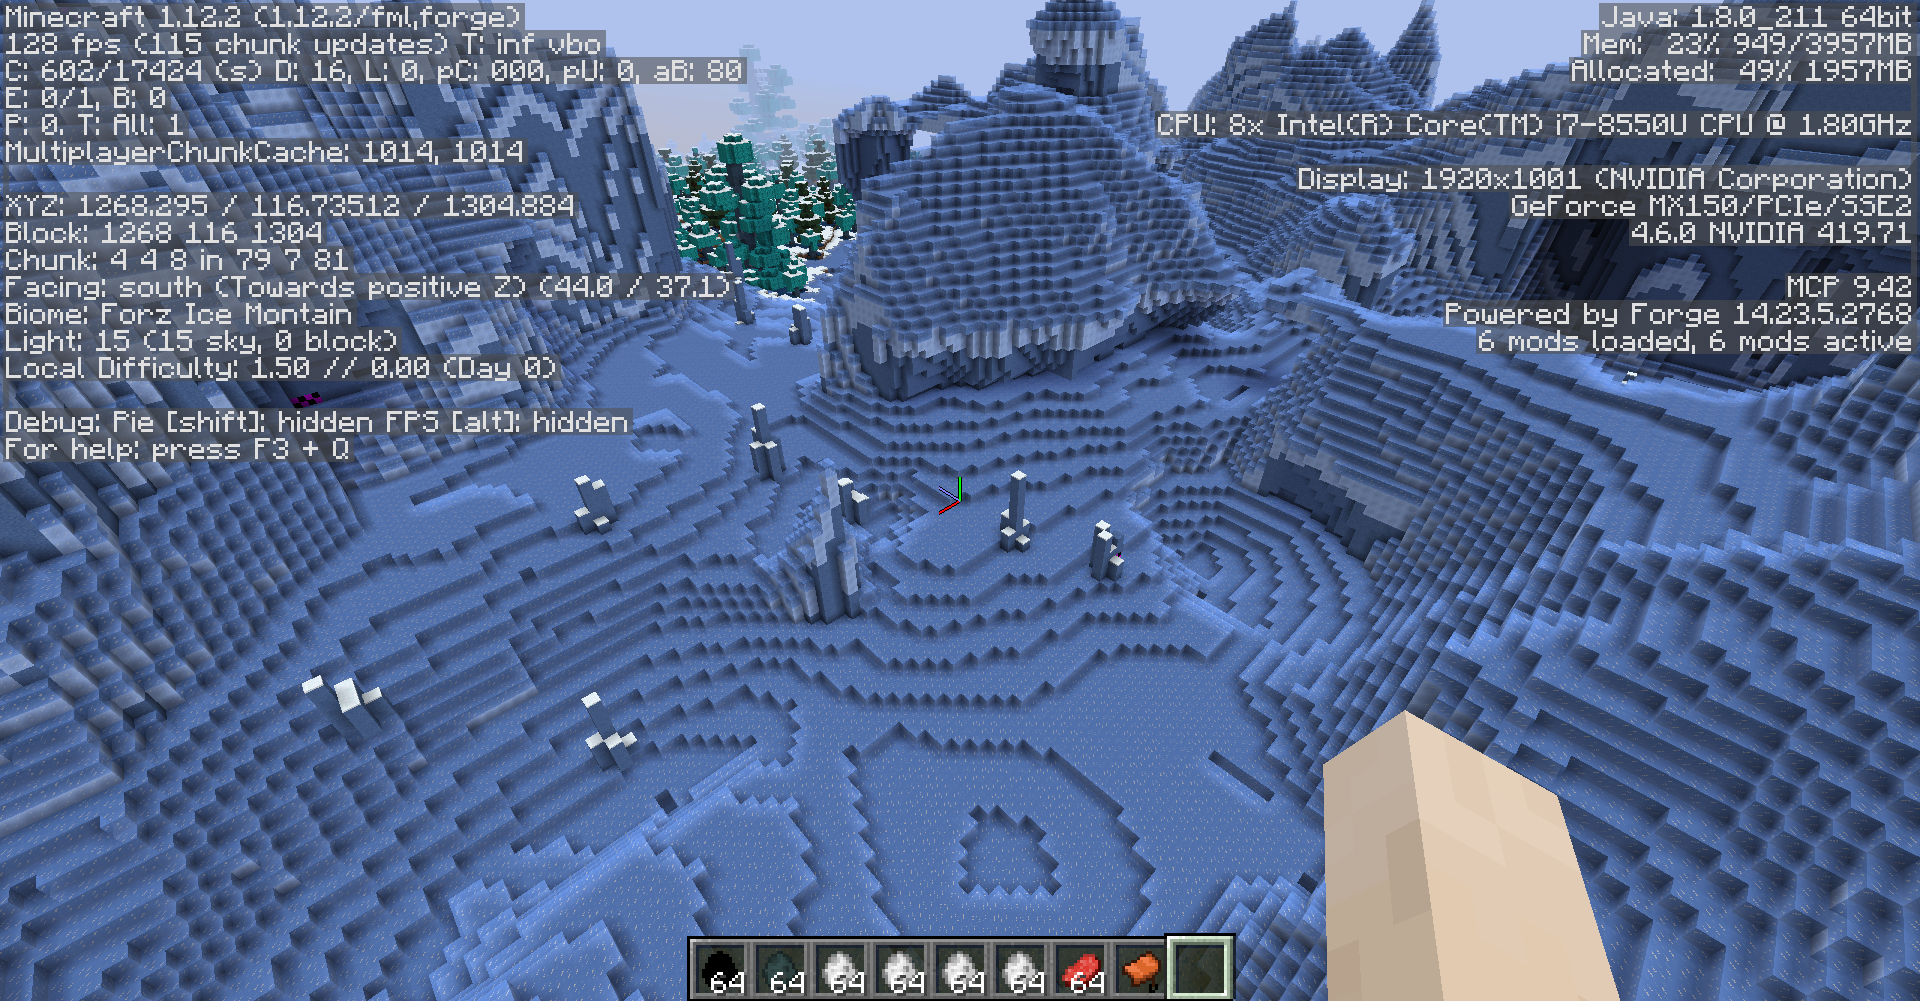 Minecraft 1.12.2 (1.12.2/fml,forge)
128 fps (115 chunk updates) T: inf vbo
C: 602/17424 (s) D: 16, L: 0, pC: 000, pU: 0, aB: 80
E: 0/1, B: 0
P: 0. T: All: 1
MultiplayerChunkCache: 1014, 1014
XYZ: 1268.295 / 116.73512 / 1304.884
Block: 1268 116 1304
Chunk: 4 4 8 in 79 7 81
Facing: south (Towards positive Z) (44.0 / 37.1)
Biome: Forz Ice Montain
Light: 15 (15 sky, 0 block)
Local Difficulty: 1.50 // 0.00 (Day 0)
Debug: Pie [shift]: hidden FPS [alt]: hidden
For help: press F3 + Q
Java: 1.8.0_211 64bit
Mem: 23% 949/3957MB
Allocated: 49% 1957MB
CPU: 8x Intel(R) Core(TM) i7-8550U CPU @ 1.80GHz
Display: 1920x1001 (NVIDIA Corporation)
GeForce MX150/PCIe/SSE2
4.6.0 NVIDIA 419.71
MCP 9.42
Powered by Forge 14.23.5.2768
6 mods loaded, 6 mods active
64 64 64 64 64 64 64